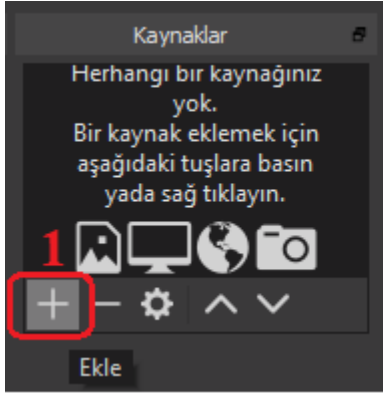 Kaynaklar
Herhangi bir kaynağınız
yok.
Bir kaynak eklemek için
aşağıdaki tuşlara basın
yada sağ tıklayın.
1
Ekle